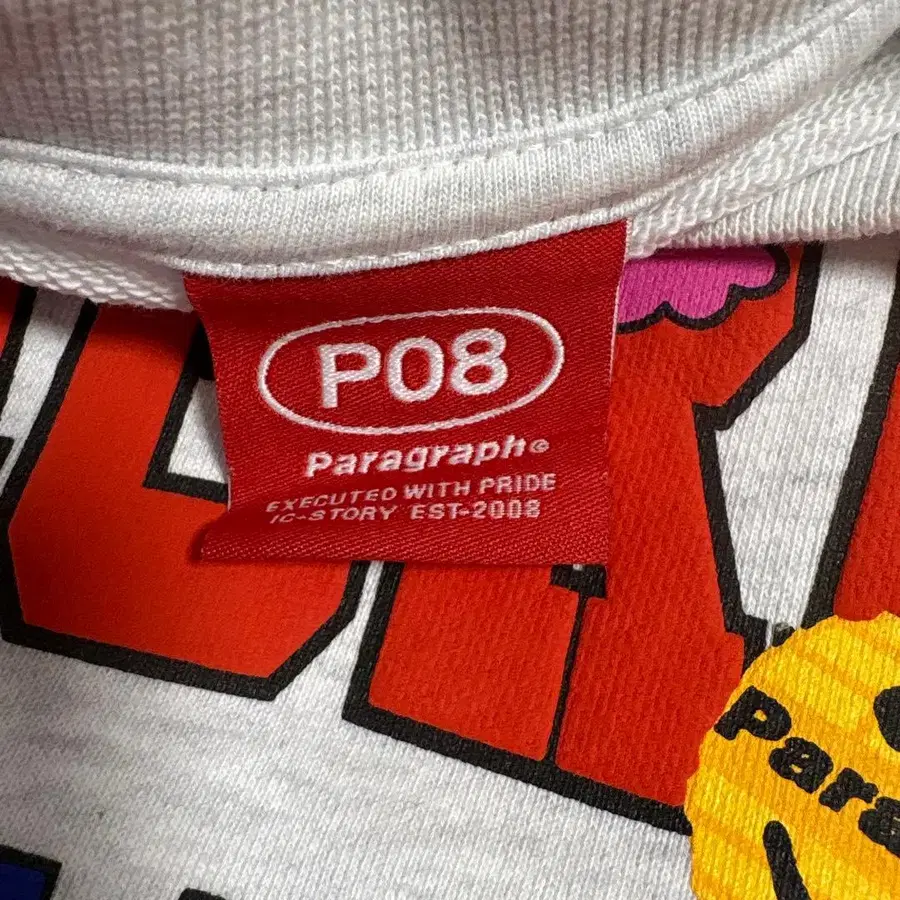 P08
Paragraph©
EXECUTED WITH PRIDE
IC-STORY EST-2008
Para